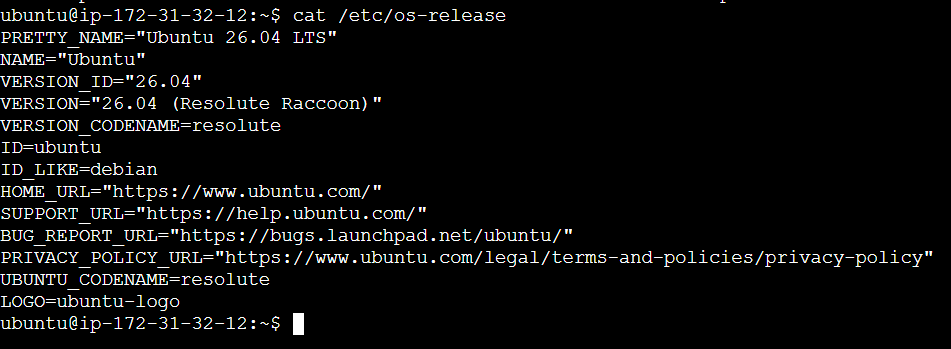 ubuntu@ip-172-31-32-12:~$ cat /etc/os-release
PRETTY_NAME="Ubuntu 26.04 LTS"
NAME="Ubuntu"
VERSION_ID="26.04"
VERSION="26.04 (Resolute Raccoon)"
VERSION_CODENAME=resolute
ID=ubuntu
ID_LIKE=debian
HOME_URL="https://www.ubuntu.com/"
SUPPORT_URL="https://help.ubuntu.com/"
BUG_REPORT_URL="https://bugs.launchpad.net/ubuntu/"
PRIVACY_POLICY_URL="https://www.ubuntu.com/legal/terms-and-policies/privacy-policy"
UBUNTU_CODENAME=resolute
LOGO=ubuntu-logo
ubuntu@ip-172-31-32-12:~$